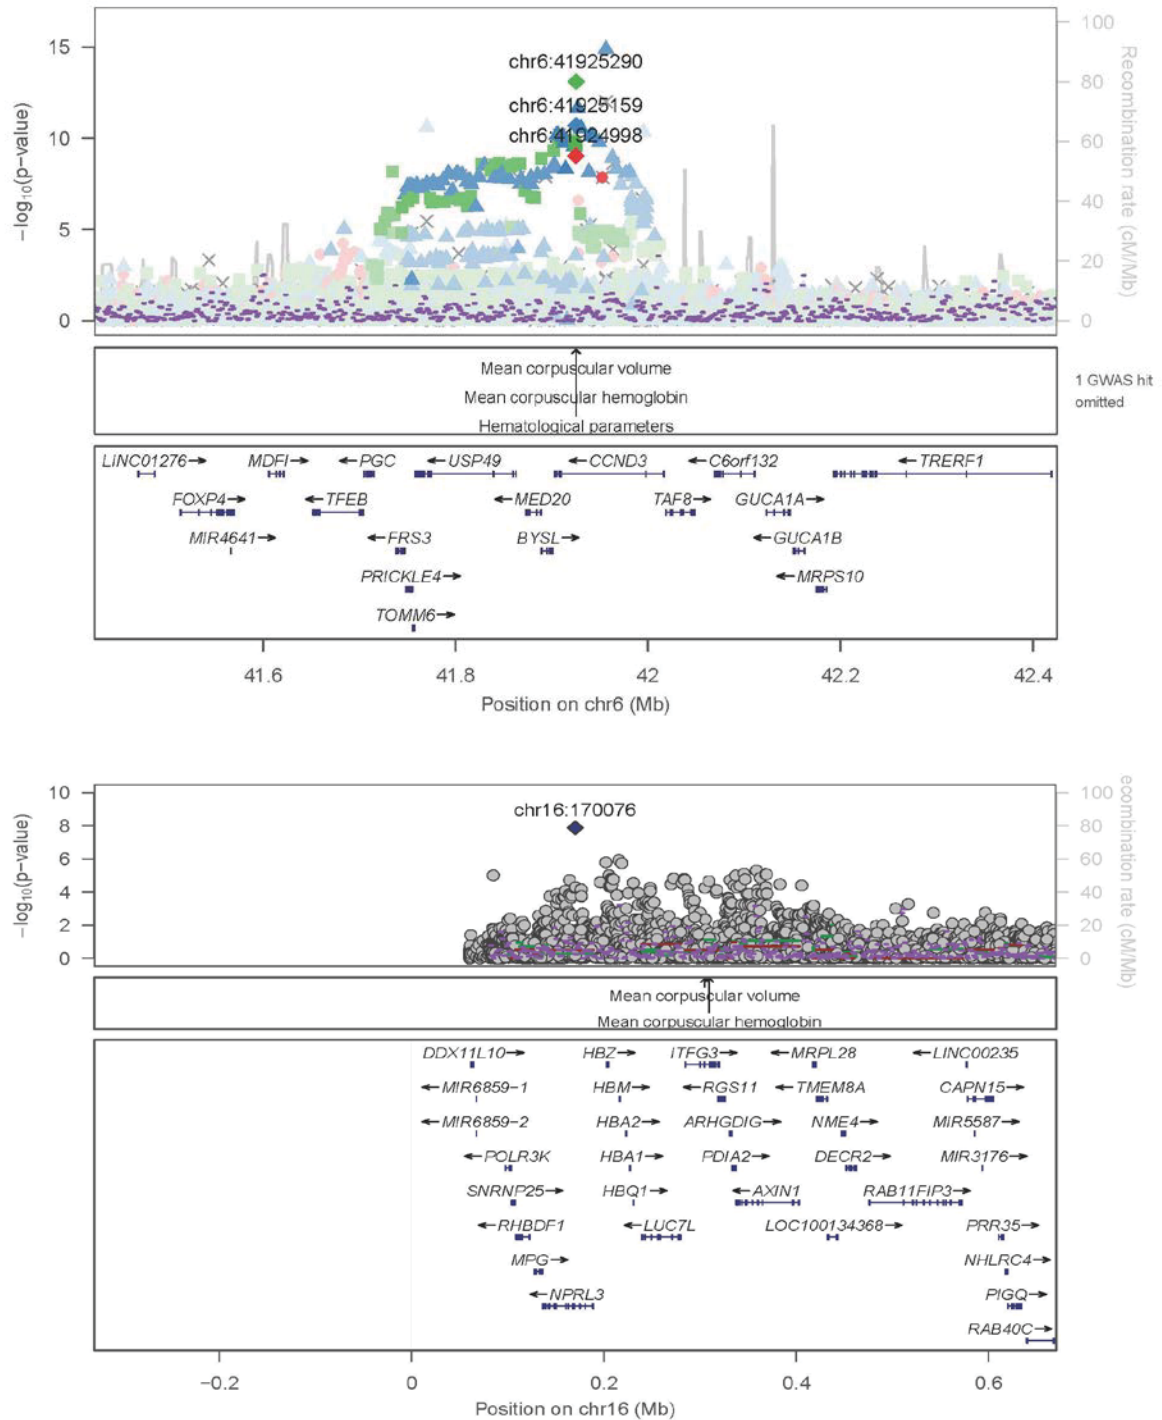 15
10
5
0
−log₁₀(p−value)
chr6:41925290
chr6:41925159
chr6:41924998
100
80
60
40
20
0
Recombination rate (cM/Mb)
Mean corpuscular volume
Mean corpuscular hemoglobin
Hematological parameters
1 GWAS hit
omitted
LINC01276→ MDFI→ ←PGC ←USP49 ←CCND3 ←C6orf132 ←TRERF1
FOXP4→ ←TFEB ←MED20 TAF8→ GUCA1A→
MIR4641→ ←FRS3 BYSL→ ←GUCA1B
PRICKLE4→ ←MRPS10
TOMM6→
41.6 41.8 42 42.2 42.4
Position on chr6 (Mb)
10
8
6
4
2
0
−log₁₀(p−value)
chr16:170076
100
80
60
40
20
0
ecombination rate (cM/Mb)
Mean corpuscular volume
Mean corpuscular hemoglobin
DDX11L10→ HBZ→ ITFG3→ ←MRPL28 ←LINC00235
←MIR6859−1 HBM→ ←RGS11 ←TMEM8A CAPN15→
←MIR6859−2 HBA2→ ARHGDIG→ NME4→ MIR5587→
←POLR3K HBA1→ PDIA2→ DECR2→ MIR3176→
SNRNP25→ HBQ1→ ←AXIN1 RAB11FIP3→
←RHBDF1 ←LUC7L LOC100134368→ PRR35→
MPG→ NHLRC4→
←NPRL3 PIGQ→
RAB40C→
−0.2 0 0.2 0.4 0.6
Position on chr16 (Mb)